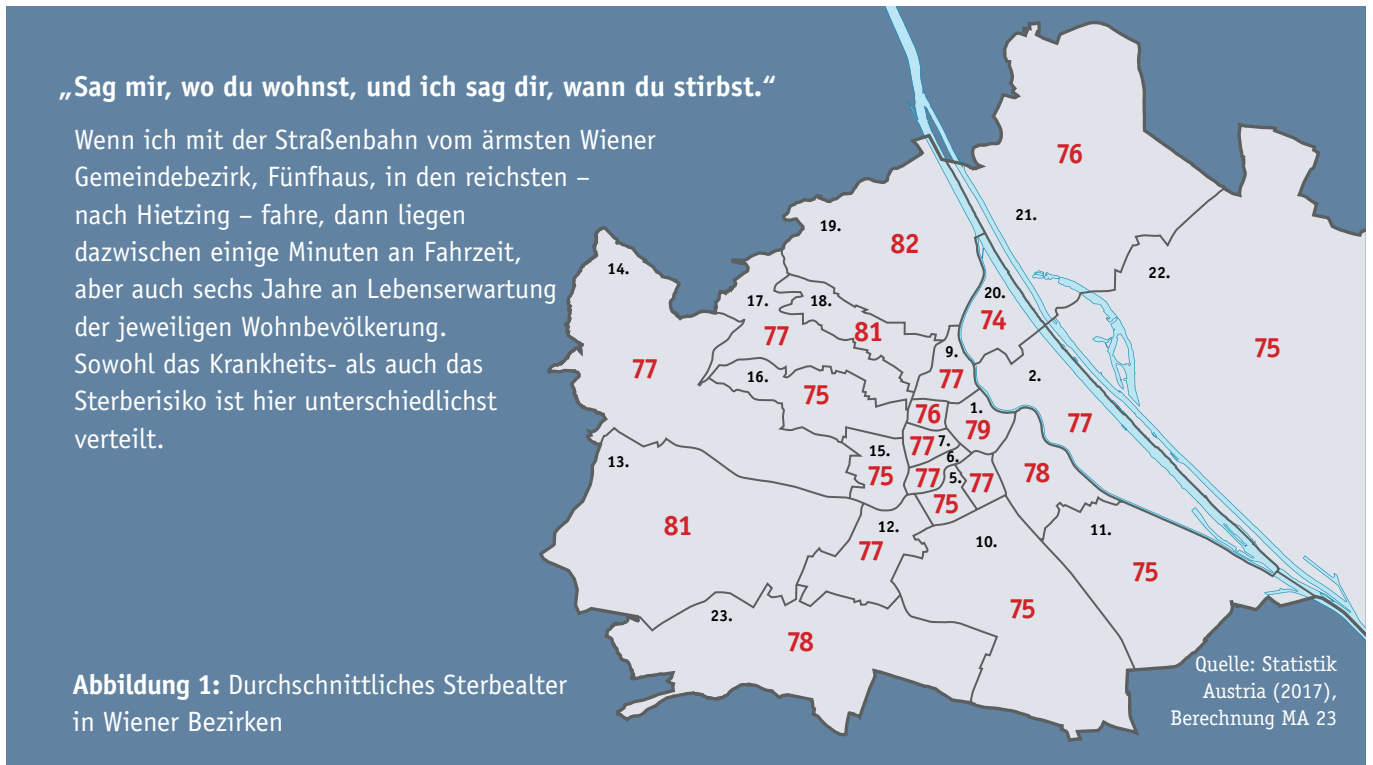 „Sag mir, wo du wohnst, und ich sag dir, wann du stirbst.“
Wenn ich mit der Straßenbahn vom ärmsten Wiener
Gemeindebezirk, Fünfhaus, in den reichsten –
nach Hietzing – fahre, dann liegen
dazwischen einige Minuten an Fahrzeit,
aber auch sechs Jahre an Lebenserwartung
der jeweiligen Wohnbevölkerung.
Sowohl das Krankheits- als auch das
Sterberisiko ist hier unterschiedlichst
verteilt.
76
21.
19.
82
22.
14.
20.
17.
18.
74
77
81
75
9.
77
16.
77
2.
75
76
1.
77
79
7.
77
15.
6.
13.
75
77
5.
77
78
75
81
12.
77
10.
11.
75
75
23.
78
Abbildung 1: Durchschnittliches Sterbealter
in Wiener Bezirken
Quelle: Statistik
Austria (2017),
Berechnung MA 23